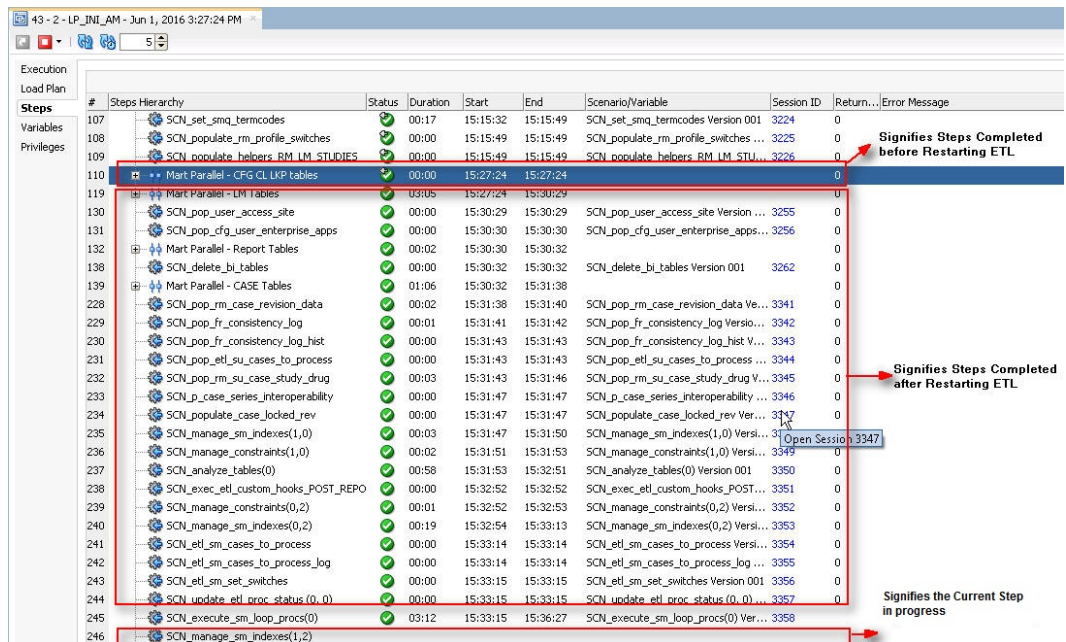 43 - 2 - LP_INI_AM - Jun 1, 2016 3:27:24 PM
5
Execution
Load Plan
Steps
Variables
Privileges
# Steps Hierarchy Status Duration Start End Scenario/Variable Session ID Return... Error Message
107 SCN_set_smq_termcodes 00:17 15:15:32 15:15:49 SCN_set_smq_termcodes Version 001 3224 0
108 SCN_populate_rm_profile_switches 00:00 15:15:49 15:15:49 SCN_populate_rm_profile_switches ... 3225 0
109 SCN_populate_helpers_RM_LM_STUDIES 00:00 15:15:49 15:15:49 SCN_populate_helpers_RM_LM_STU... 3226 0
Signifies Steps Completed
before Restarting ETL
110 Mart Parallel - CFG CL LKP tables 00:00 15:27:24 15:27:24 0
119 Mart Parallel - LM Tables 03:05 15:27:24 15:30:29 0
130 SCN_pop_user_access_site 00:00 15:30:29 15:30:29 SCN_pop_user_access_site Version ... 3255 0
131 SCN_pop_cfg_user_enterprise_apps 00:00 15:30:30 15:30:30 SCN_pop_cfg_user_enterprise_apps... 3256 0
132 Mart Parallel - Report Tables 00:02 15:30:30 15:30:32 0
138 SCN_delete_bi_tables 00:00 15:30:32 15:30:32 SCN_delete_bi_tables Version 001 3262 0
139 Mart Parallel - CASE Tables 01:06 15:30:32 15:31:38 0
228 SCN_pop_rm_case_revision_data 00:02 15:31:38 15:31:40 SCN_pop_rm_case_revision_data Ve... 3341 0
229 SCN_pop_fr_consistency_log 00:01 15:31:41 15:31:42 SCN_pop_fr_consistency_log Versio... 3342 0
230 SCN_pop_fr_consistency_log_hist 00:00 15:31:43 15:31:43 SCN_pop_fr_consistency_log_hist V... 3343 0
231 SCN_pop_etl_su_cases_to_process 00:00 15:31:43 15:31:43 SCN_pop_etl_su_cases_to_process ... 3344 0
232 SCN_pop_rm_su_case_study_drug 00:03 15:31:43 15:31:46 SCN_pop_rm_su_case_study_drug V... 3345 0
Signifies Steps Completed
after Restarting ETL
233 SCN_p_case_series_interoperability 00:00 15:31:47 15:31:47 SCN_p_case_series_interoperability ... 3346 0
234 SCN_populate_case_locked_rev 00:00 15:31:47 15:31:47 SCN_populate_case_locked_rev Ver... 3347 0
235 SCN_manage_sm_indexes(1,0) 00:03 15:31:47 15:31:50 SCN_manage_sm_indexes(1,0) Versi... 0
Open Session 3347
236 SCN_manage_constraints(1,0) 00:02 15:31:51 15:31:53 SCN_manage_constraints(1,0) Versi... 3349 0
237 SCN_analyze_tables(0) 00:58 15:31:53 15:32:51 SCN_analyze_tables(0) Version 001 3350 0
238 SCN_exec_etl_custom_hooks_POST_REPO 00:00 15:32:52 15:32:52 SCN_exec_etl_custom_hooks_POST... 3351 0
239 SCN_manage_constraints(0,2) 00:01 15:32:52 15:32:53 SCN_manage_constraints(0,2) Versi... 3352 0
240 SCN_manage_sm_indexes(0,2) 00:19 15:32:54 15:33:13 SCN_manage_sm_indexes(0,2) Versi... 3353 0
241 SCN_etl_sm_cases_to_process 00:00 15:33:14 15:33:14 SCN_etl_sm_cases_to_process Versi... 3354 0
242 SCN_etl_sm_cases_to_process_log 00:00 15:33:14 15:33:14 SCN_etl_sm_cases_to_process_log ... 3355 0
243 SCN_etl_sm_set_switches 00:00 15:33:15 15:33:15 SCN_etl_sm_set_switches Version 001 3356 0
244 SCN_update_etl_proc_status (0, 0) 00:00 15:33:15 15:33:15 SCN_update_etl_proc_status (0, 0) ... 3357 0
Signifies the Current Step
in progress
245 SCN_execute_sm_loop_procs(0) 03:12 15:33:15 15:36:27 SCN_execute_sm_loop_procs(0) Ver... 3358 0
246 SCN_manage_sm_indexes(1,2)